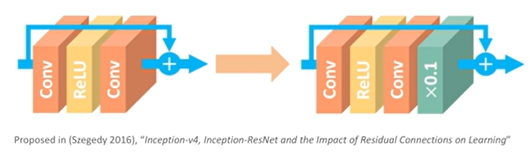 Conv ReLU Conv Conv ReLU Conv ×0.1
Proposed in (Szegedy 2016), “Inception-v4, Inception-ResNet and the Impact of Residual Connections on Learning”